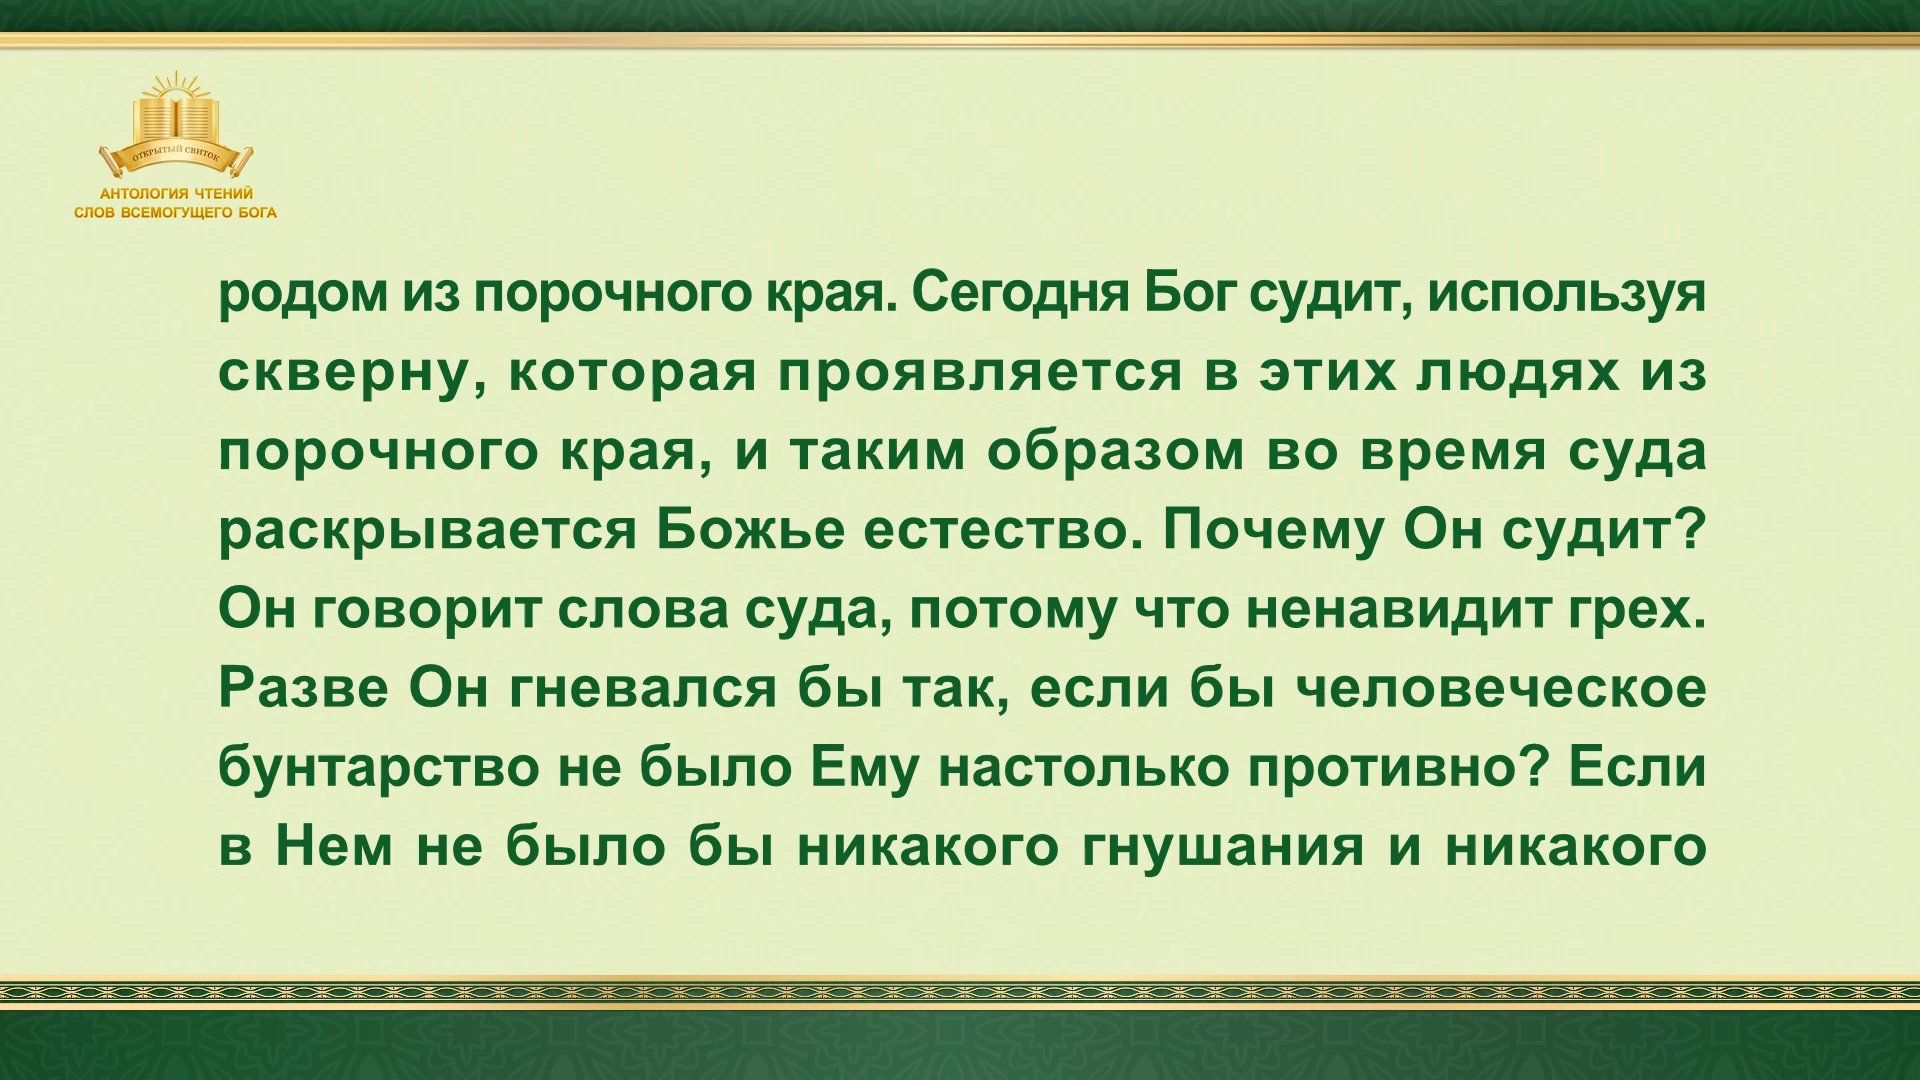 ОТКРЫТЫЙ СВИТОК
АНТОЛОГИЯ ЧТЕНИЙ
СЛОВ ВСЕМОГУЩЕГО БОГА
родом из порочного края. Сегодня Бог судит, используя
скверну, которая проявляется в этих людях из
порочного края, и таким образом во время суда
раскрывается Божье естество. Почему Он судит?
Он говорит слова суда, потому что ненавидит грех.
Разве Он гневался бы так, если бы человеческое
бунтарство не было Ему настолько противно? Если
в Нем не было бы никакого гнушания и никакого